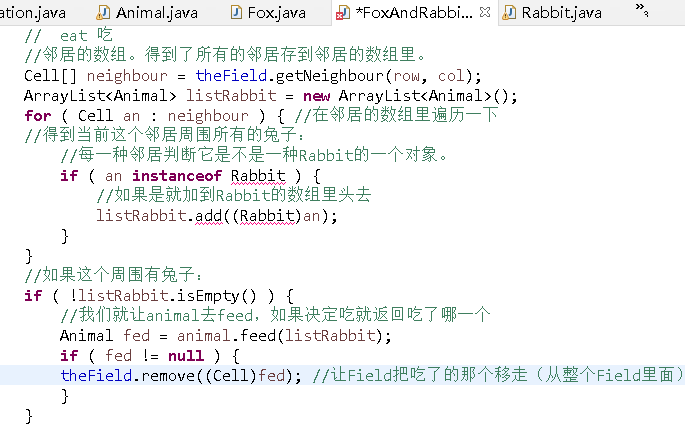 ation.java Animal.java Fox.java *FoxAndRabbi... Rabbit.java »3
// eat 吃
//邻居的数组。得到了所有的邻居存到邻居的数组里。
Cell[] neighbour = theField.getNeighbour(row, col);
ArrayList<Animal> listRabbit = new ArrayList<Animal>();
for ( Cell an : neighbour ) { //在邻居的数组里遍历一下
//得到当前这个邻居周围所有的兔子:
//每一种邻居判断它是不是一种Rabbit的一个对象。
if ( an instanceof Rabbit ) {
//如果是就加到Rabbit的数组里头去
listRabbit.add((Rabbit)an);
}
}
//如果这个周围有兔子:
if ( !listRabbit.isEmpty() ) {
//我们就让animal去feed，如果决定吃就返回吃了哪一个
Animal fed = animal.feed(listRabbit);
if ( fed != null ) {
theField.remove((Cell)fed); //让Field把吃了的那个移走（从整个Field里面）
}
}